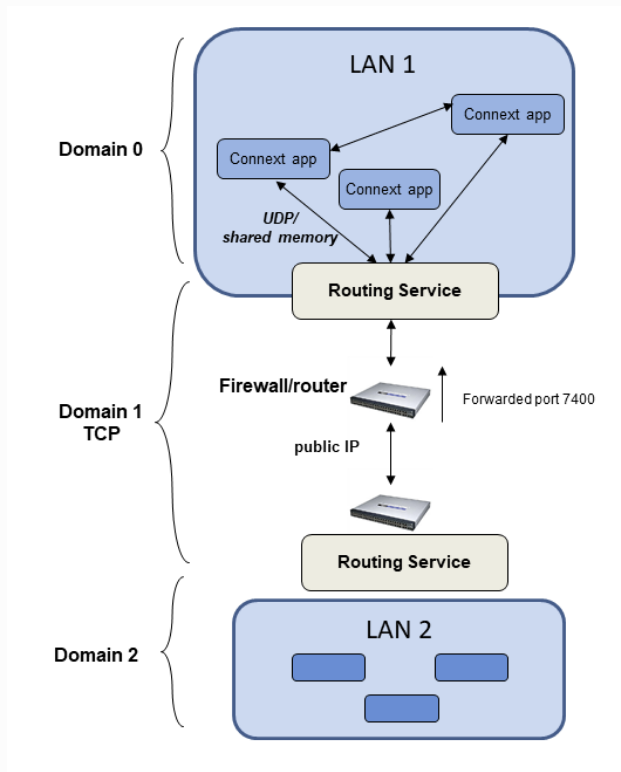 LAN 1
Connext app
Domain 0
Connext app
Connext app
UDP/
shared memory
Routing Service
Firewall/router
Forwarded port 7400
Domain 1
TCP
public IP
Routing Service
LAN 2
Domain 2